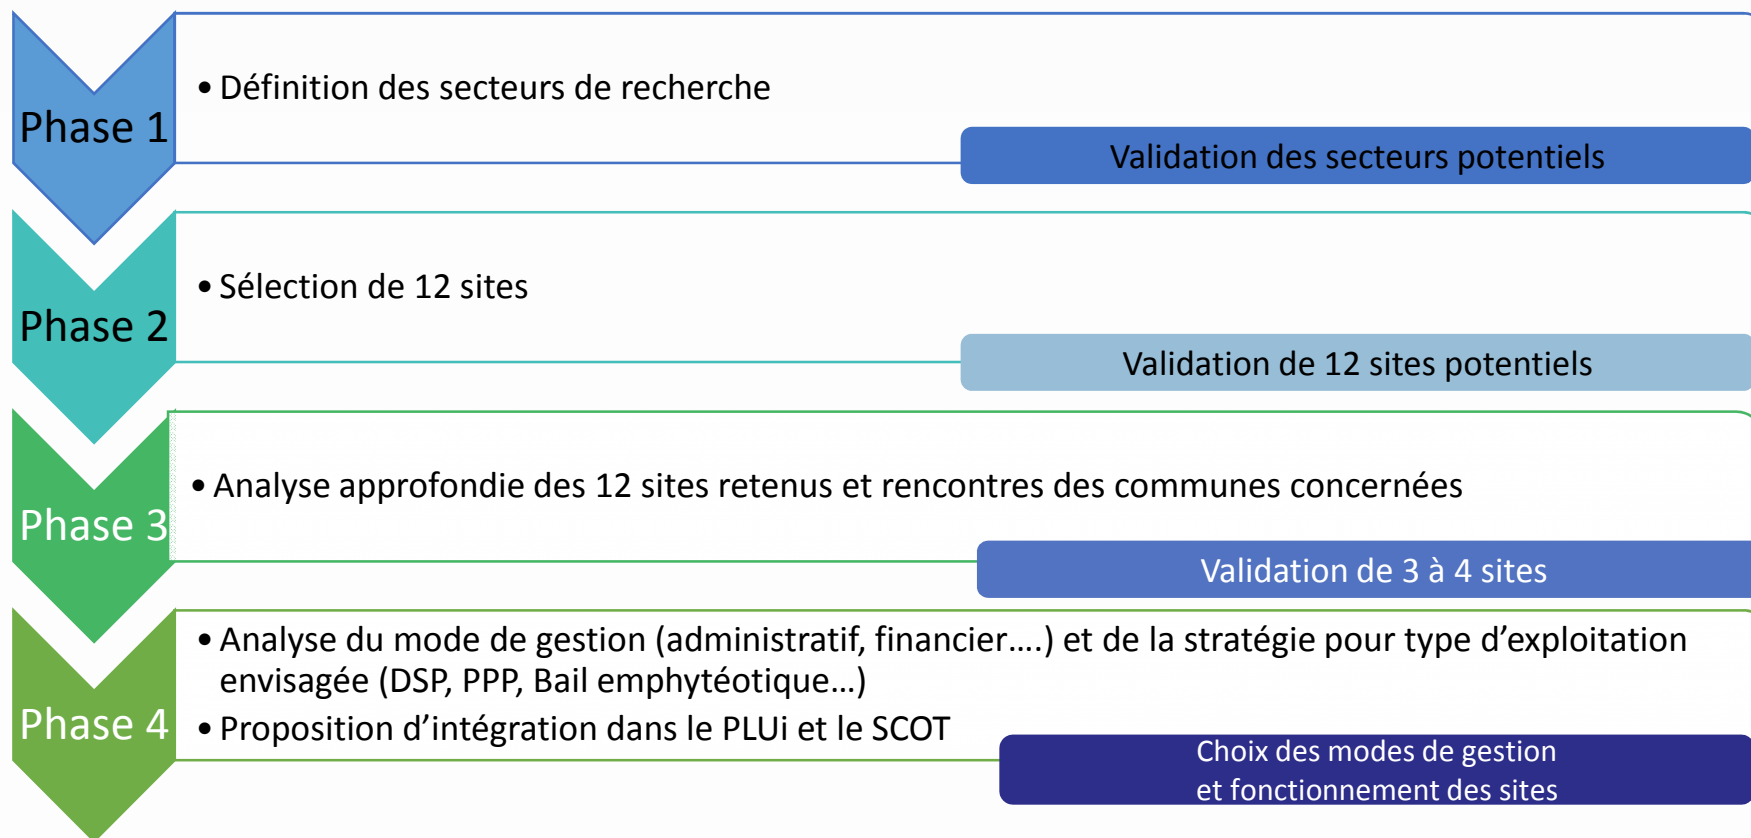 Phase 1
• Définition des secteurs de recherche
Validation des secteurs potentiels
Phase 2
• Sélection de 12 sites
Validation de 12 sites potentiels
Phase 3
• Analyse approfondie des 12 sites retenus et rencontres des communes concernées
Validation de 3 à 4 sites
Phase 4
• Analyse du mode de gestion (administratif, financier….) et de la stratégie pour type d’exploitation
envisagée (DSP, PPP, Bail emphytéotique…)
• Proposition d’intégration dans le PLUi et le SCOT
Choix des modes de gestion
et fonctionnement des sites